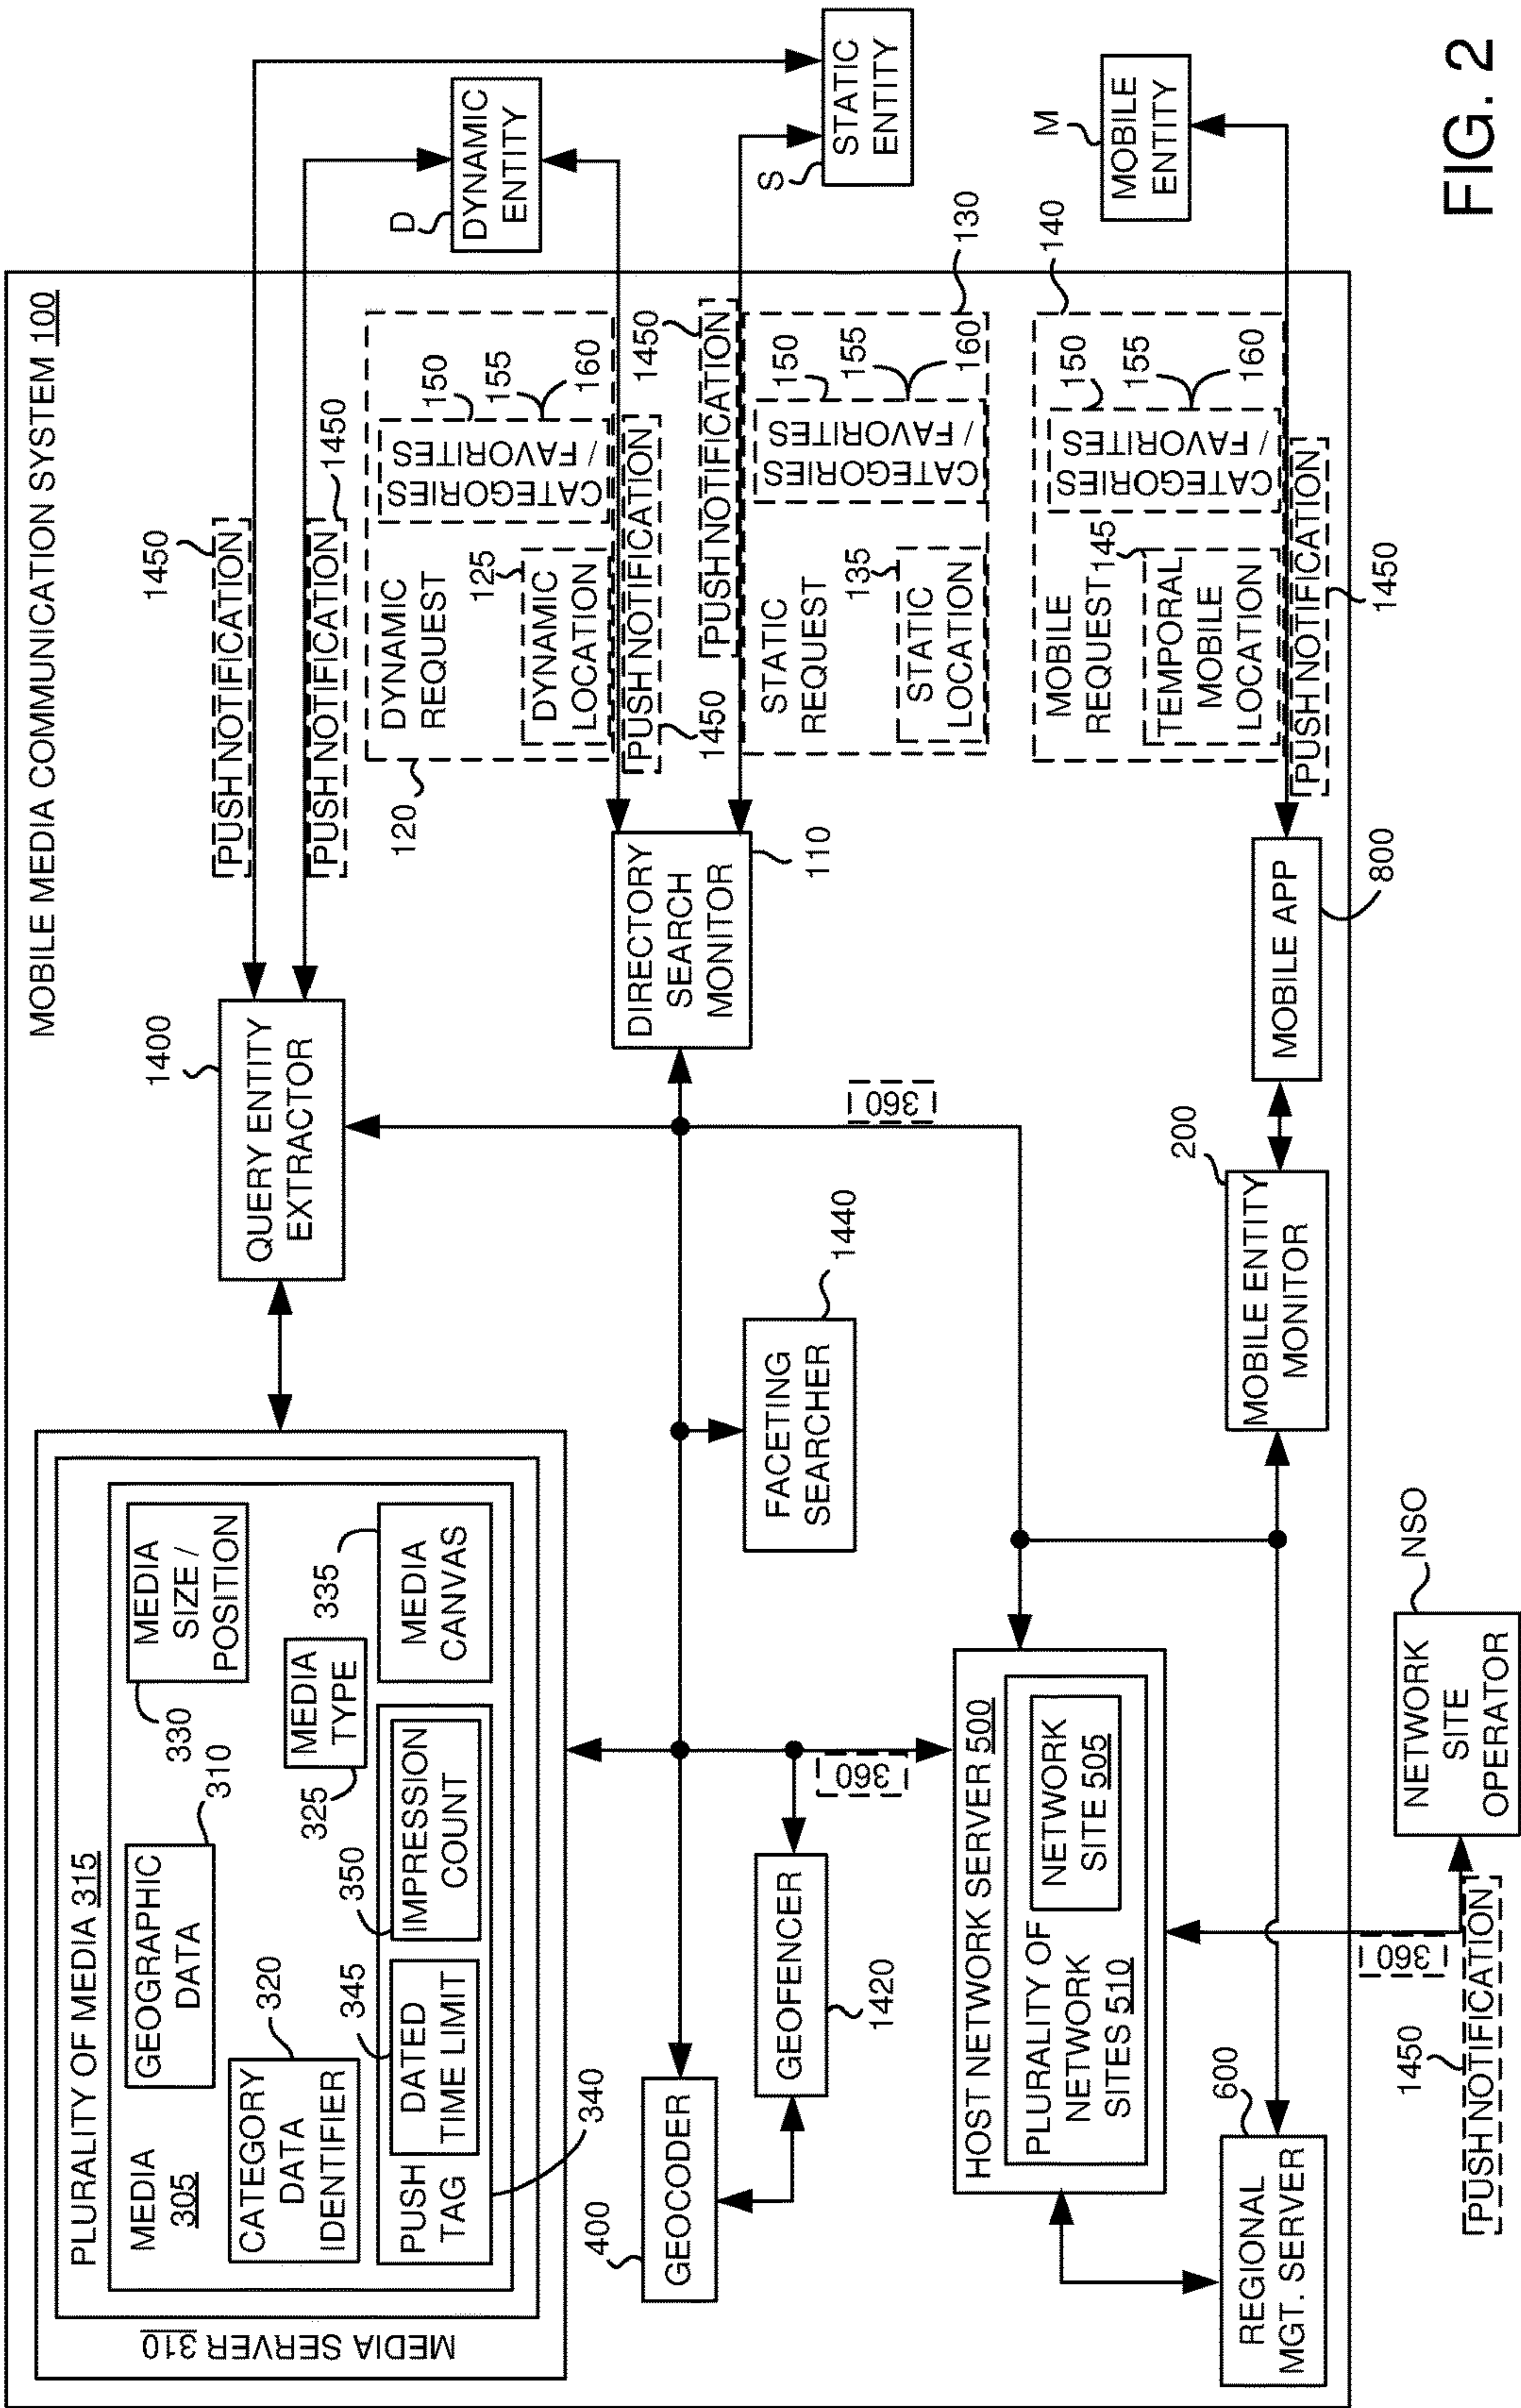 MOBILE MEDIA COMMUNICATION SYSTEM 100
MEDIA SERVER 310
PLURALITY OF MEDIA 315
MEDIA
305
GEOGRAPHIC
DATA
310
MEDIA
SIZE /
POSITION
330
CATEGORY
DATA
IDENTIFIER
320
MEDIA
TYPE
325
MEDIA
CANVAS
335
PUSH
TAG
340
DATED
TIME LIMIT
345
IMPRESSION
COUNT
350
QUERY ENTITY
EXTRACTOR
1400
PUSH NOTIFICATION
1450
PUSH NOTIFICATION
1450
DYNAMIC
ENTITY
D
STATIC
ENTITY
S
MOBILE
ENTITY
M
DYNAMIC
REQUEST
120
DYNAMIC
LOCATION
125
CATEGORIES
/ FAVORITES
150
155
160
PUSH NOTIFICATION
1450
DIRECTORY
SEARCH
MONITOR
110
PUSH NOTIFICATION
1450
STATIC
REQUEST
130
STATIC
LOCATION
135
CATEGORIES
/ FAVORITES
150
155
160
MOBILE
REQUEST
140
TEMPORAL
MOBILE
LOCATION
145
CATEGORIES
/ FAVORITES
150
155
160
PUSH NOTIFICATION
1450
MOBILE APP
800
MOBILE ENTITY
MONITOR
200
FACETING
SEARCHER
1440
360
GEOCODER
400
GEOFENCER
1420
360
HOST NETWORK SERVER 500
PLURALITY OF
NETWORK
SITES 510
NETWORK
SITE 505
REGIONAL
MGT. SERVER
600
360
PUSH NOTIFICATION
1450
NETWORK
SITE
OPERATOR
NSO
FIG. 2